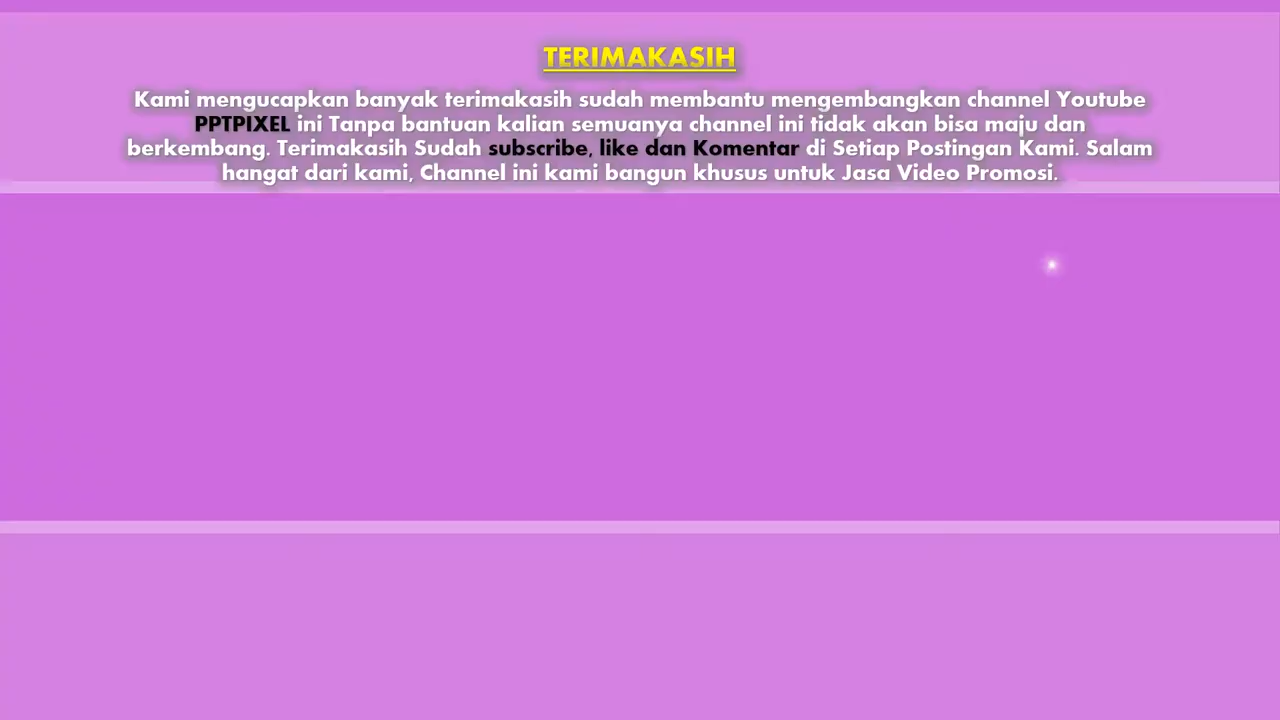 TERIMAKASIH
Kami mengucapkan banyak terimakasih sudah membantu mengembangkan channel Youtube
PPTPIXEL ini Tanpa bantuan kalian semuanya channel ini tidak akan bisa maju dan
berkembang. Terimakasih Sudah subscribe, like dan Komentar di Setiap Postingan Kami. Salam
hangat dari kami, Channel ini kami bangun khusus untuk Jasa Video Promosi.